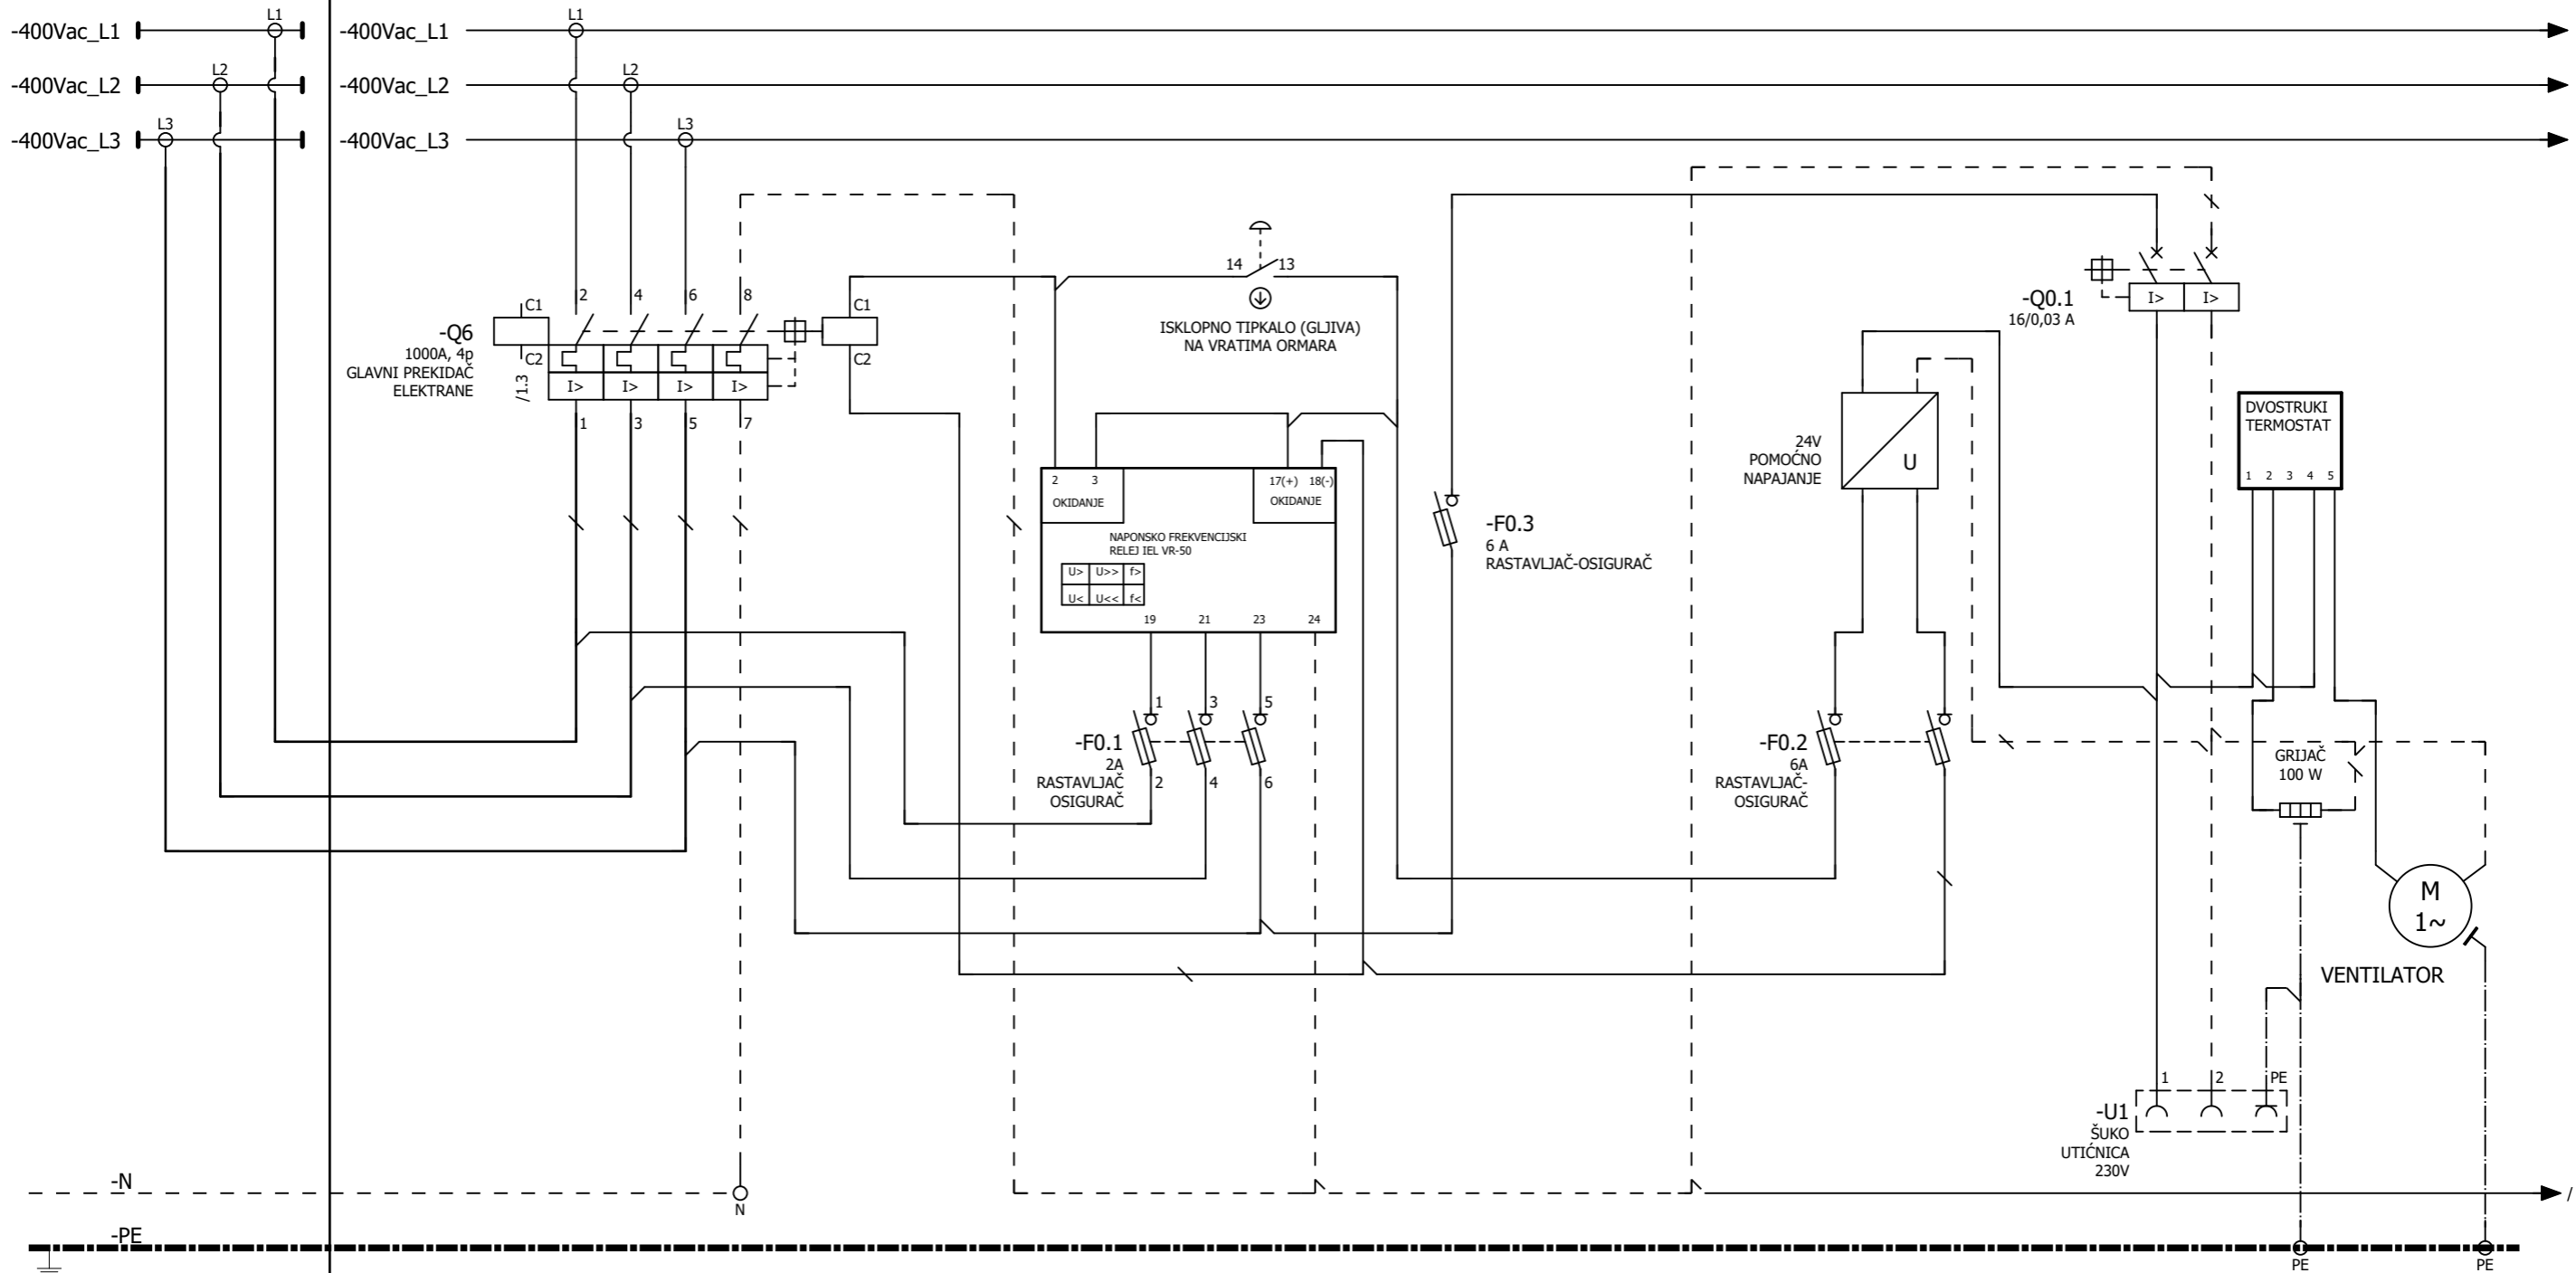 L1
L1
-400Vac_L1
-400Vac_L1
L2
L2
-400Vac_L2
-400Vac_L2
L3
L3
-400Vac_L3
-400Vac_L3
14 13
ISKLOPNO TIPKALO (GLJIVA)
NA VRATIMA ORMARA
-Q6
1000A, 4p
GLAVNI PREKIDAČ
ELEKTRANE
/1.3
C1
C2
2 4 6 8
I> I> I> I>
1 3 5 7
C1
C2
-Q0.1
16/0,03 A
I> I>
24V
POMOĆNO
NAPAJANJE
U
DVOSTRUKI
TERMOSTAT
1 2 3 4 5
2 3
OKIDANJE
17(+) 18(-)
OKIDANJE
NAPONSKO FREKVENCIJSKI
RELEJ IEL VR-50
U> U>> f>
U< U<< f<
19 21 23 24
-F0.3
6 A
RASTAVLJAČ-OSIGURAČ
1 3 5
-F0.1
2A
RASTAVLJAČ
OSIGURAČ
2 4 6
-F0.2
6A
RASTAVLJAČ-
OSIGURAČ
GRIJAČ
100 W
M
1~
VENTILATOR
1 2 PE
-U1
ŠUKO
UTIĆNICA
230V
-N
N
/
-PE
PE
PE